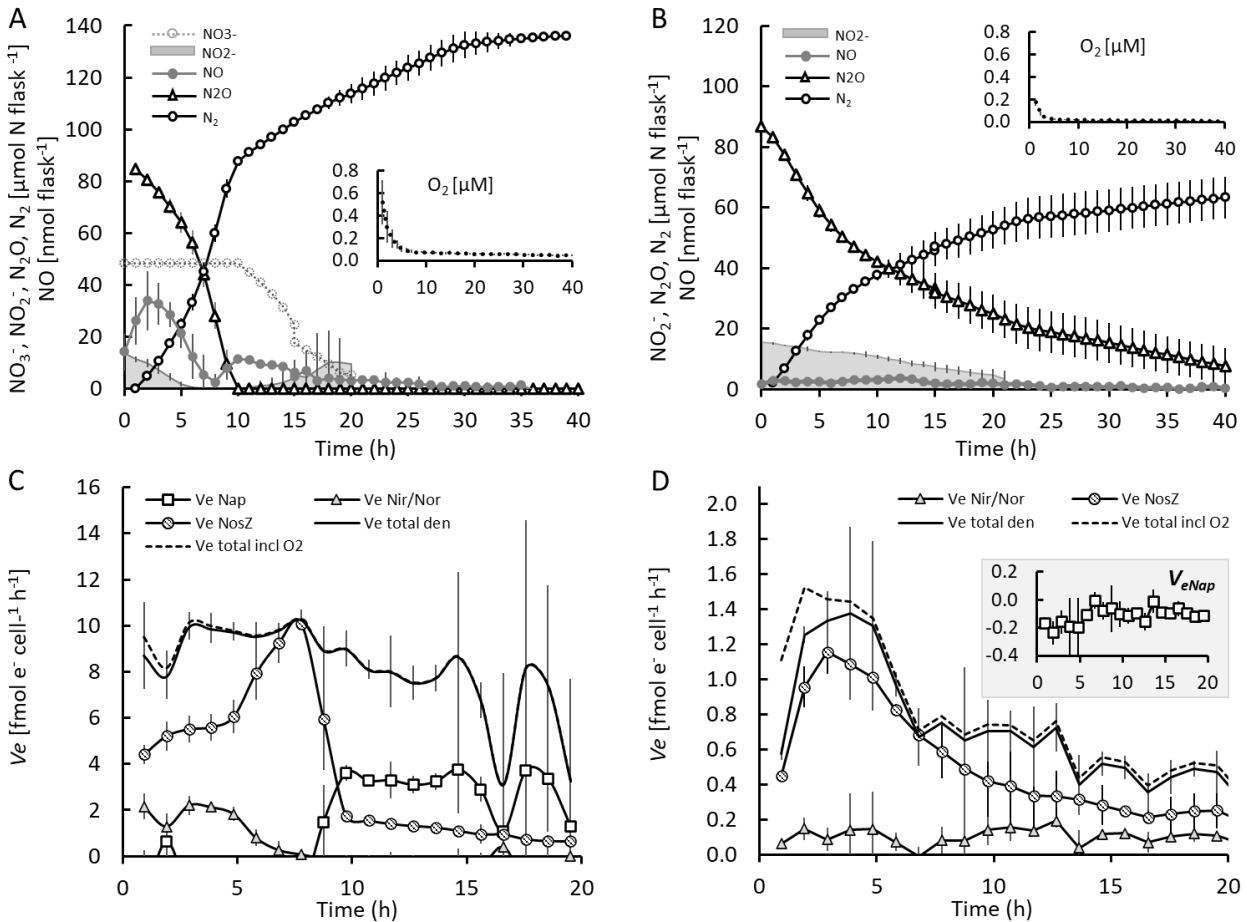 A
NO3-
NO2-
NO
N2O
N₂
O₂ [µM]
0.8
0.6
0.4
0.2
0.0
0 10 20 30 40
140
120
100
80
60
40
20
0
0 5 10 15 20 25 30 35 40
Time (h)
NO₃⁻, NO₂⁻, N₂O, N₂ [µmol N flask⁻¹]
NO [nmol flask⁻¹]
B
NO2-
NO
N2O
N₂
O₂ [µM]
0.8
0.6
0.4
0.2
0.0
0 10 20 30 40
120
100
80
60
40
20
0
0 5 10 15 20 25 30 35 40
Time (h)
NO₂⁻, N₂O, N₂ [µmol N flask⁻¹]
NO [nmol flask⁻¹]
C
Ve Nap
Ve Nir/Nor
Ve NosZ
Ve total den
Ve total incl O2
16
14
12
10
8
6
4
2
0
0 5 10 15 20
Time (h)
Ve [fmol e⁻ cell⁻¹ h⁻¹]
D
Ve Nir/Nor
Ve NosZ
Ve total den
Ve total incl O2
VeNap
0.2
0.0
-0.2
-0.4
0 5 10 15 20
2.0
1.8
1.6
1.4
1.2
1.0
0.8
0.6
0.4
0.2
0.0
0 5 10 15 20
Time (h)
Ve [fmol e⁻ cell⁻¹ h⁻¹]